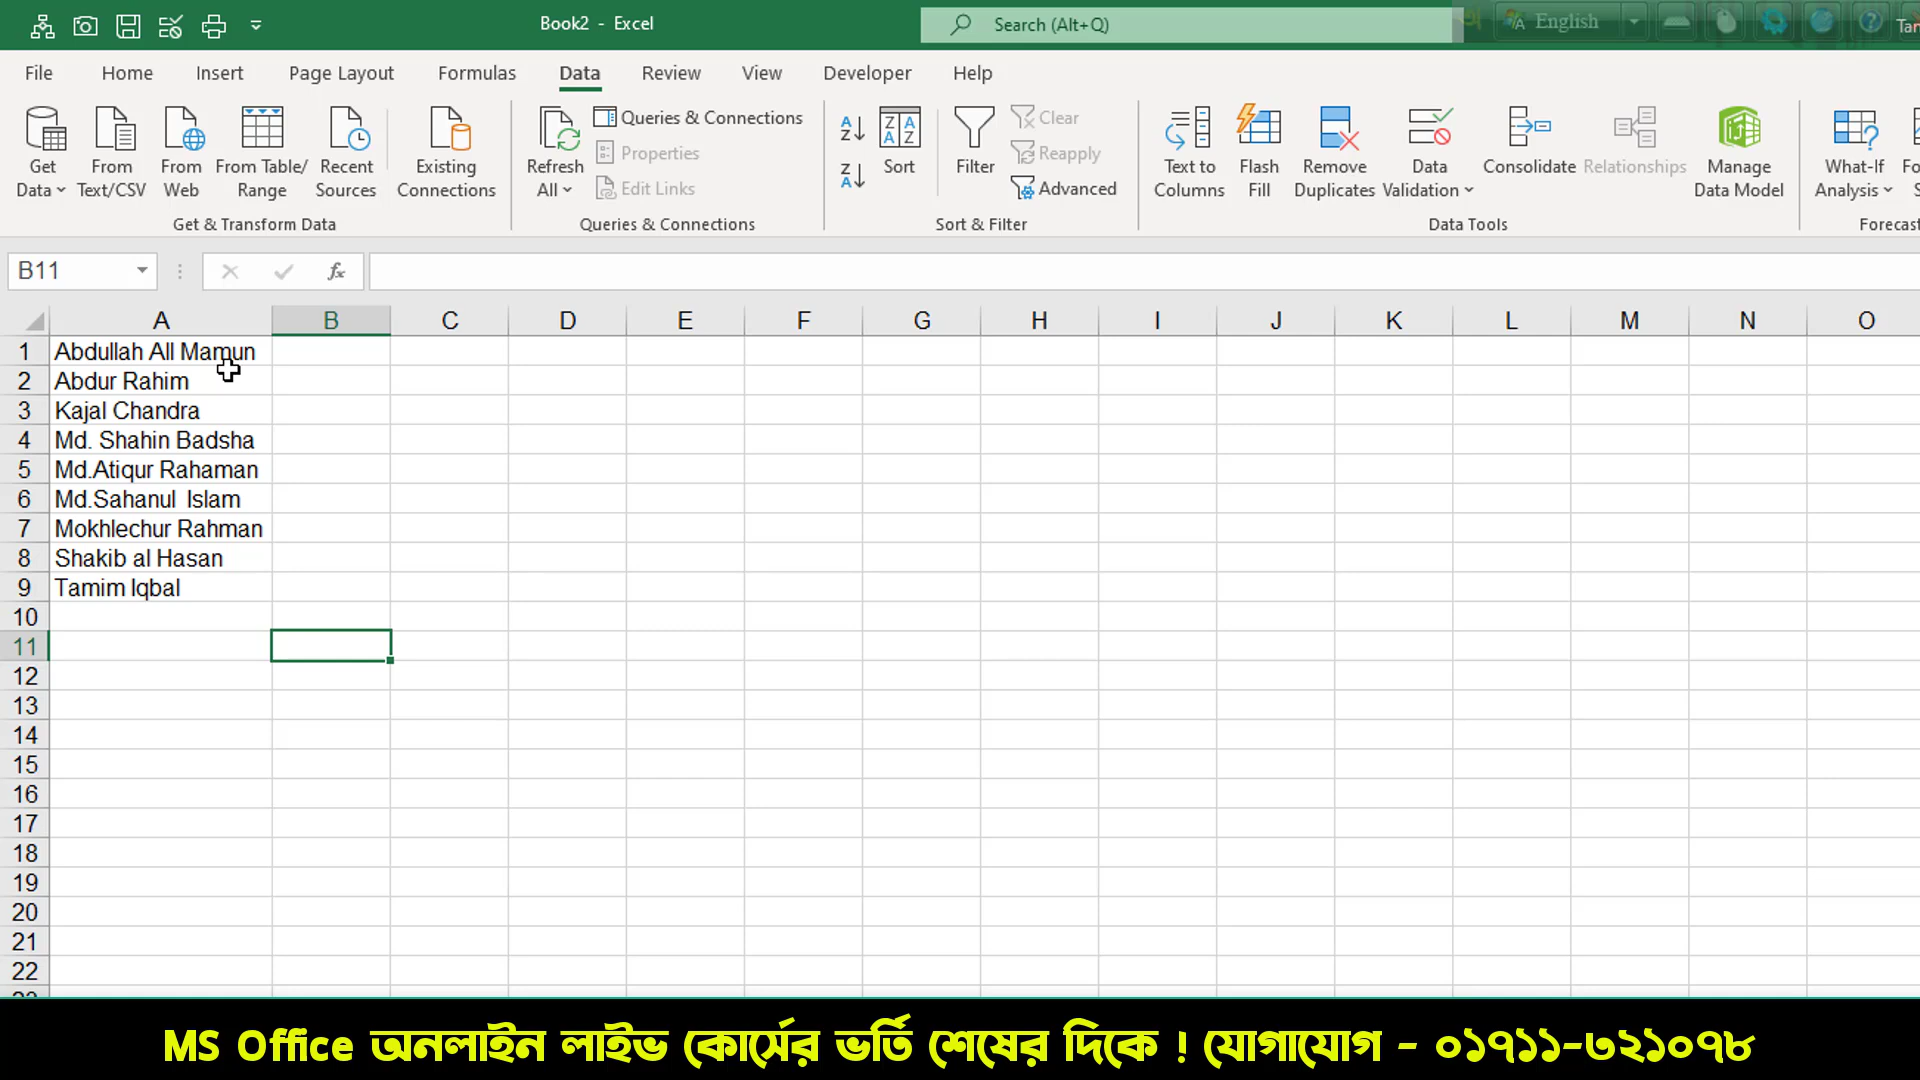 Book2 - Excel
Search (Alt+Q)
English
File Home Insert Page Layout Formulas Data Review View Developer Help
Get Data
From Text/CSV
From Web
From Table/ Range
Recent Sources
Existing Connections
Refresh All
Queries & Connections
Properties
Edit Links
Sort
Filter
Clear
Reapply
Advanced
Text to Columns
Flash Fill
Remove Duplicates
Data Validation
Consolidate
Relationships
Manage Data Model
What-If Analysis
Get & Transform Data
Queries & Connections
Sort & Filter
Data Tools
B11
fx
A B C D E F G H I J K L M N O
1 Abdullah All Mamun
2 Abdur Rahim
3 Kajal Chandra
4 Md. Shahin Badsha
5 Md.Atiqur Rahaman
6 Md.Sahanul Islam
7 Mokhlechur Rahman
8 Shakib al Hasan
9 Tamim Iqbal
10
11
12
13
14
15
16
17
18
19
20
21
22
MS Office অনলাইন লাইভ কোর্সের ভর্তি শেষের দিকে ! যোগাযোগ - ০১৭১১-৩২১০৭৮